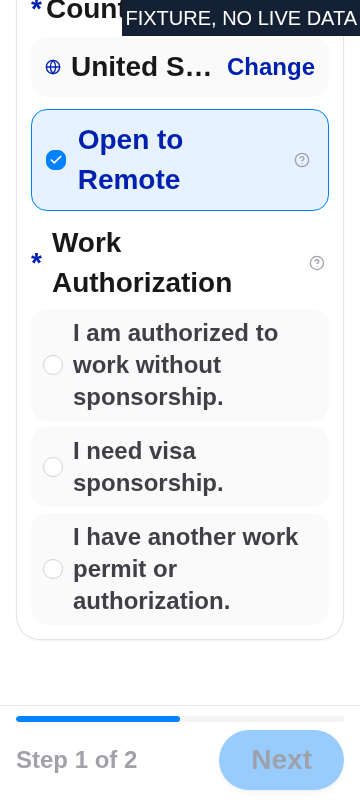 * Count
FIXTURE, NO LIVE DATA
United S... Change
Open to
Remote
* Work
Authorization
I am authorized to
work without
sponsorship.
I need visa
sponsorship.
I have another work
permit or
authorization.
Step 1 of 2
Next